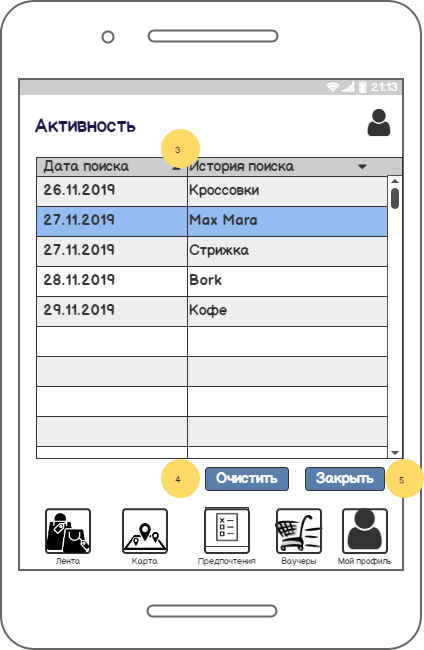 21:13
Активность
3
Дата поиска История поиска
26.11.2019 Кроссовки
27.11.2019 Max Mara
27.11.2019 Стрижка
28.11.2019 Bork
29.11.2019 Кофе
4 Очистить Закрыть 5
Лента Карта Предпочтения Ваучеры Мой профиль